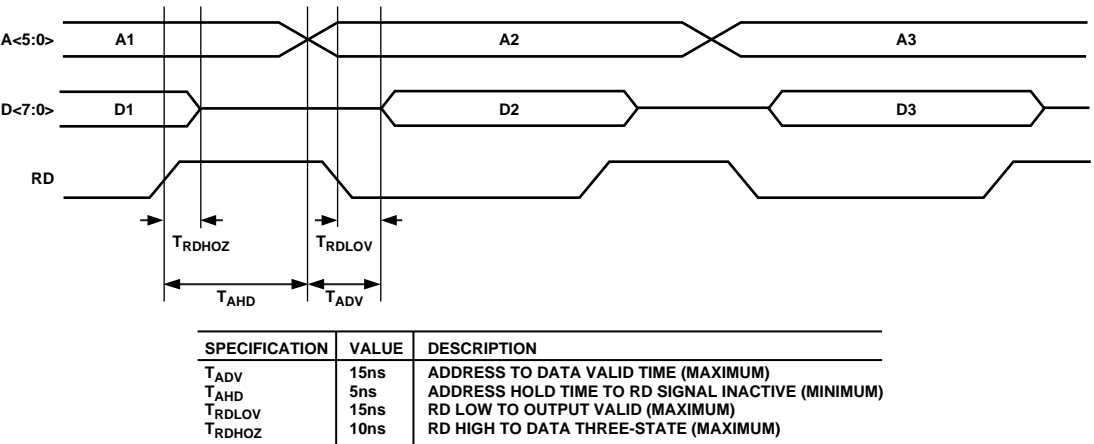 A<5:0> A1 A2 A3
D<7:0> D1 D2 D3
RD
TRDHOZ TRDLOV
TAHD TADV
SPECIFICATION VALUE DESCRIPTION
TADV 15ns ADDRESS TO DATA VALID TIME (MAXIMUM)
TAHD 5ns ADDRESS HOLD TIME TO RD SIGNAL INACTIVE (MINIMUM)
TRDLOV 15ns RD LOW TO OUTPUT VALID (MAXIMUM)
TRDHOZ 10ns RD HIGH TO DATA THREE-STATE (MAXIMUM)